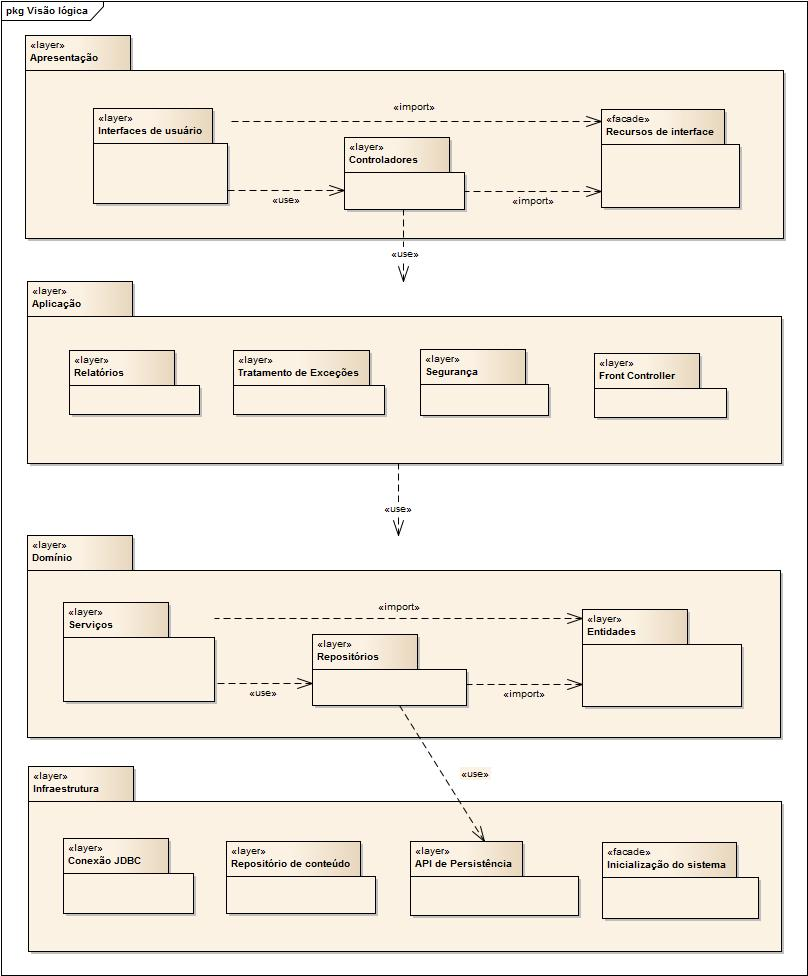 pkg Visão lógica
«layer»
Apresentação
«layer»
Interfaces de usuário
«import»
«facade»
Recursos de interface
«layer»
Controladores
«use»
«import»
«use»
«layer»
Aplicação
«layer»
Relatórios
«layer»
Tratamento de Exceções
«layer»
Segurança
«layer»
Front Controller
«use»
«layer»
Domínio
«layer»
Serviços
«import»
«layer»
Entidades
«layer»
Repositórios
«use»
«import»
«use»
«layer»
Infraestrutura
«layer»
Conexão JDBC
«layer»
Repositório de conteúdo
«layer»
API de Persistência
«facade»
Inicialização do sistema